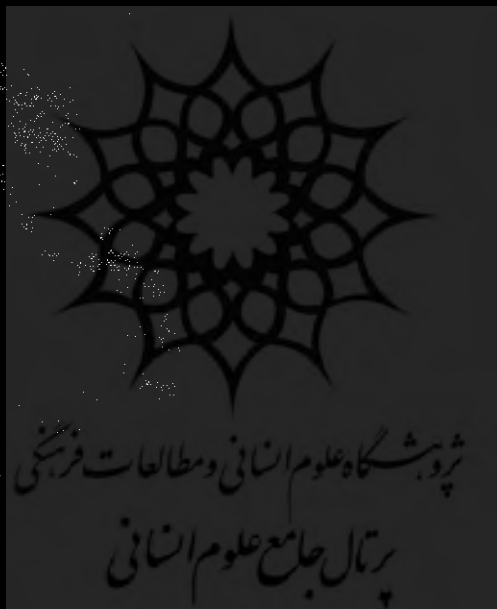 پژوهشگاه علوم انسانی و مطالعات فرهنگی
پرتال جامع علوم انسانی